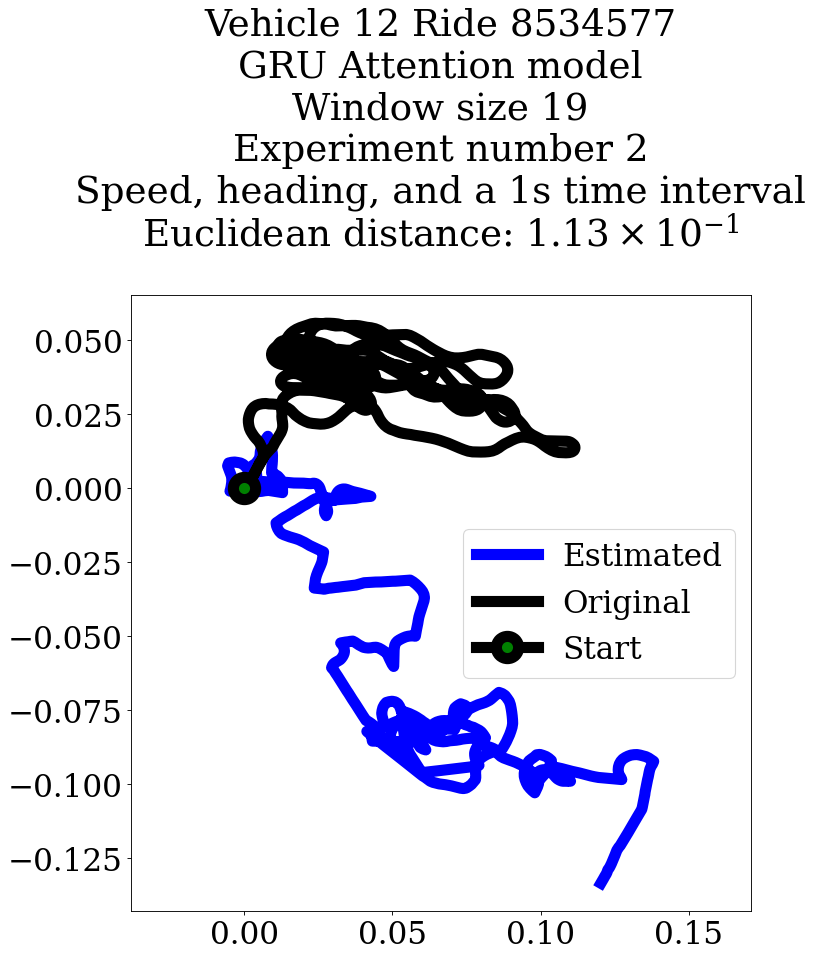 Vehicle 12 Ride 8534577
GRU Attention model
Window size 19
Experiment number 2
Speed, heading, and a 1s time interval
Euclidean distance: 1.13 × 10⁻¹
0.050
0.025
0.000
−0.025
−0.050
−0.075
−0.100
−0.125
Estimated
Original
Start
0.00 0.05 0.10 0.15